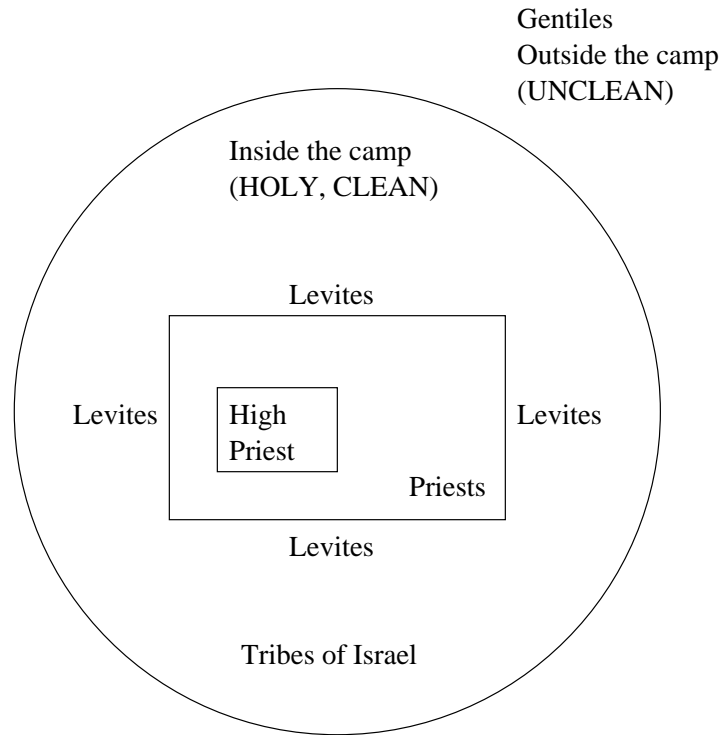 Gentiles
Outside the camp
(UNCLEAN)
Inside the camp
(HOLY, CLEAN)
Levites
Levites
High
Priest
Levites
Priests
Levites
Tribes of Israel